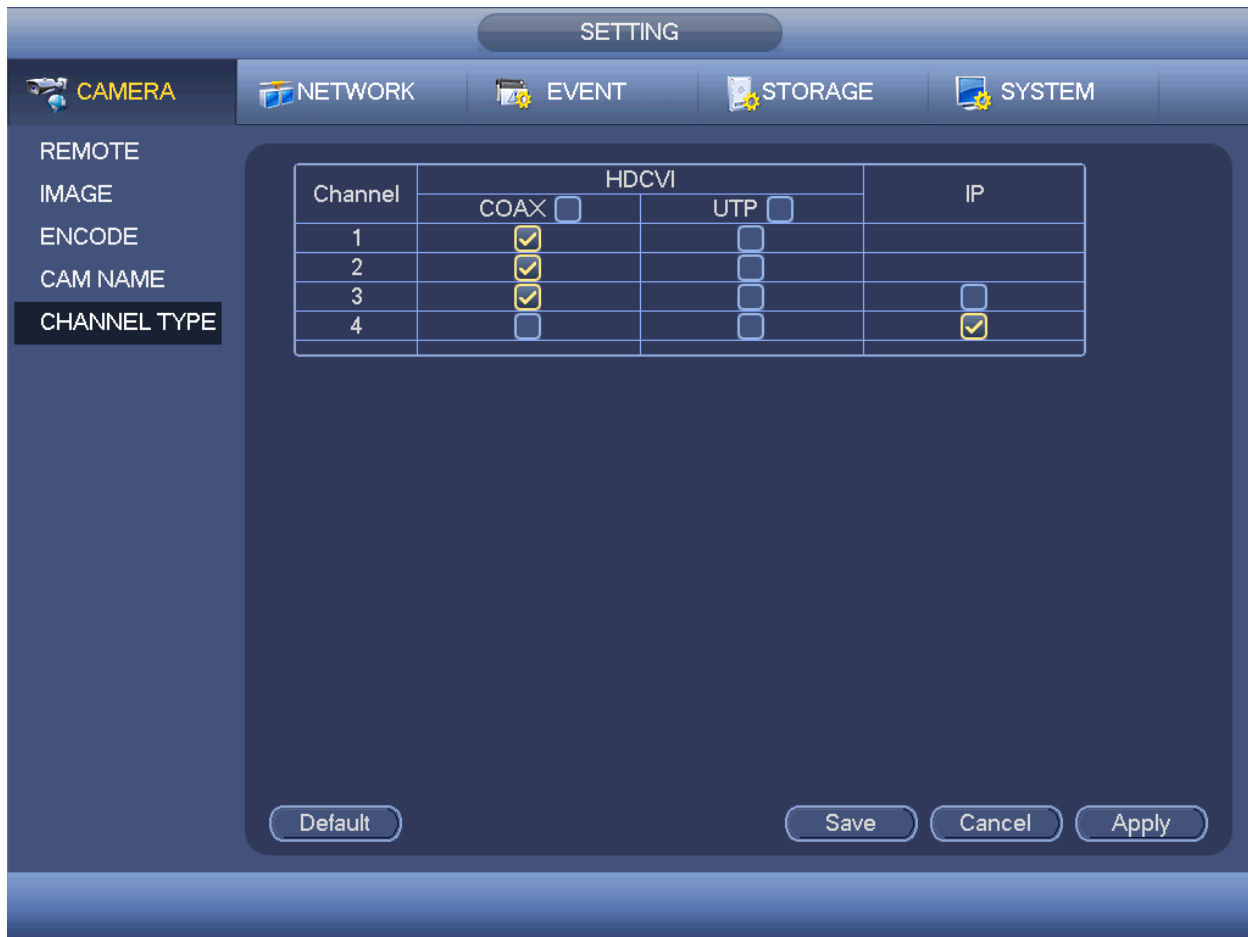 SETTING
CAMERA NETWORK EVENT STORAGE SYSTEM
REMOTE
IMAGE
ENCODE
CAM NAME
CHANNEL TYPE
Channel HDCVI IP
COAX UTP
1
2
3
4
Default Save Cancel Apply